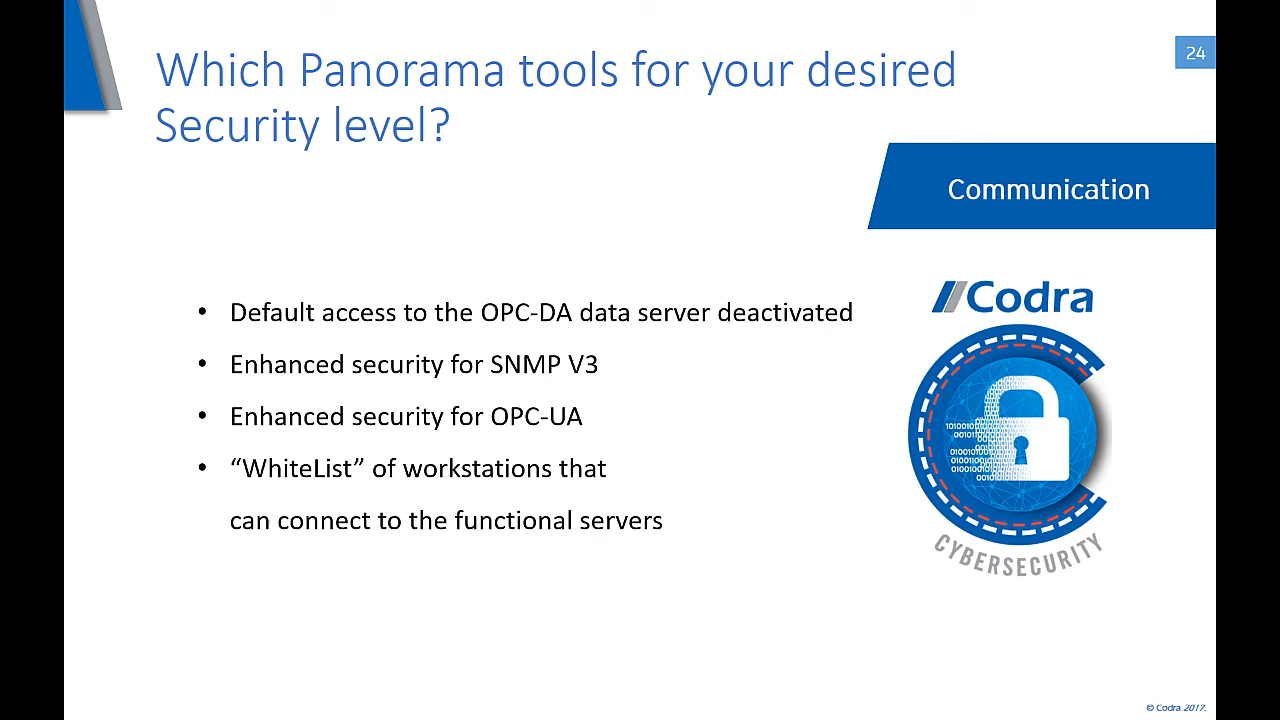 Which Panorama tools for your desired
Security level?
24
Communication
• Default access to the OPC-DA data server deactivated
• Enhanced security for SNMP V3
• Enhanced security for OPC-UA
• “WhiteList” of workstations that
can connect to the functional servers
Codra
CYBERSECURITY
© Codra 2017.